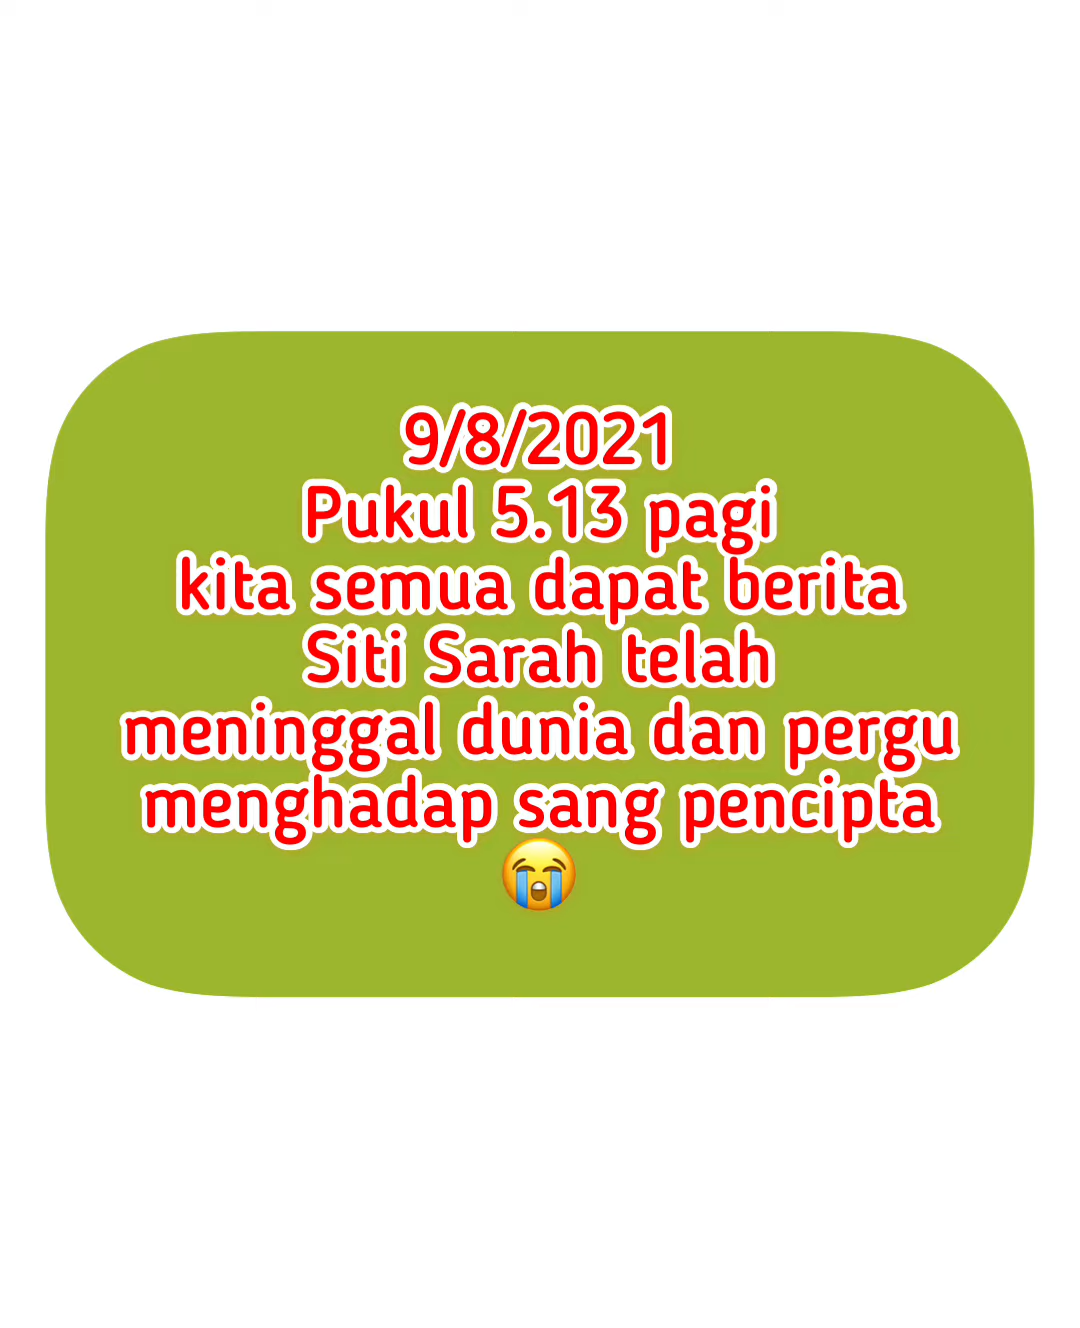 9/8/2021
Pukul 5.13 pagi
kita semua dapat berita
Siti Sarah telah
meninggal dunia dan pergu
menghadap sang pencipta
😭